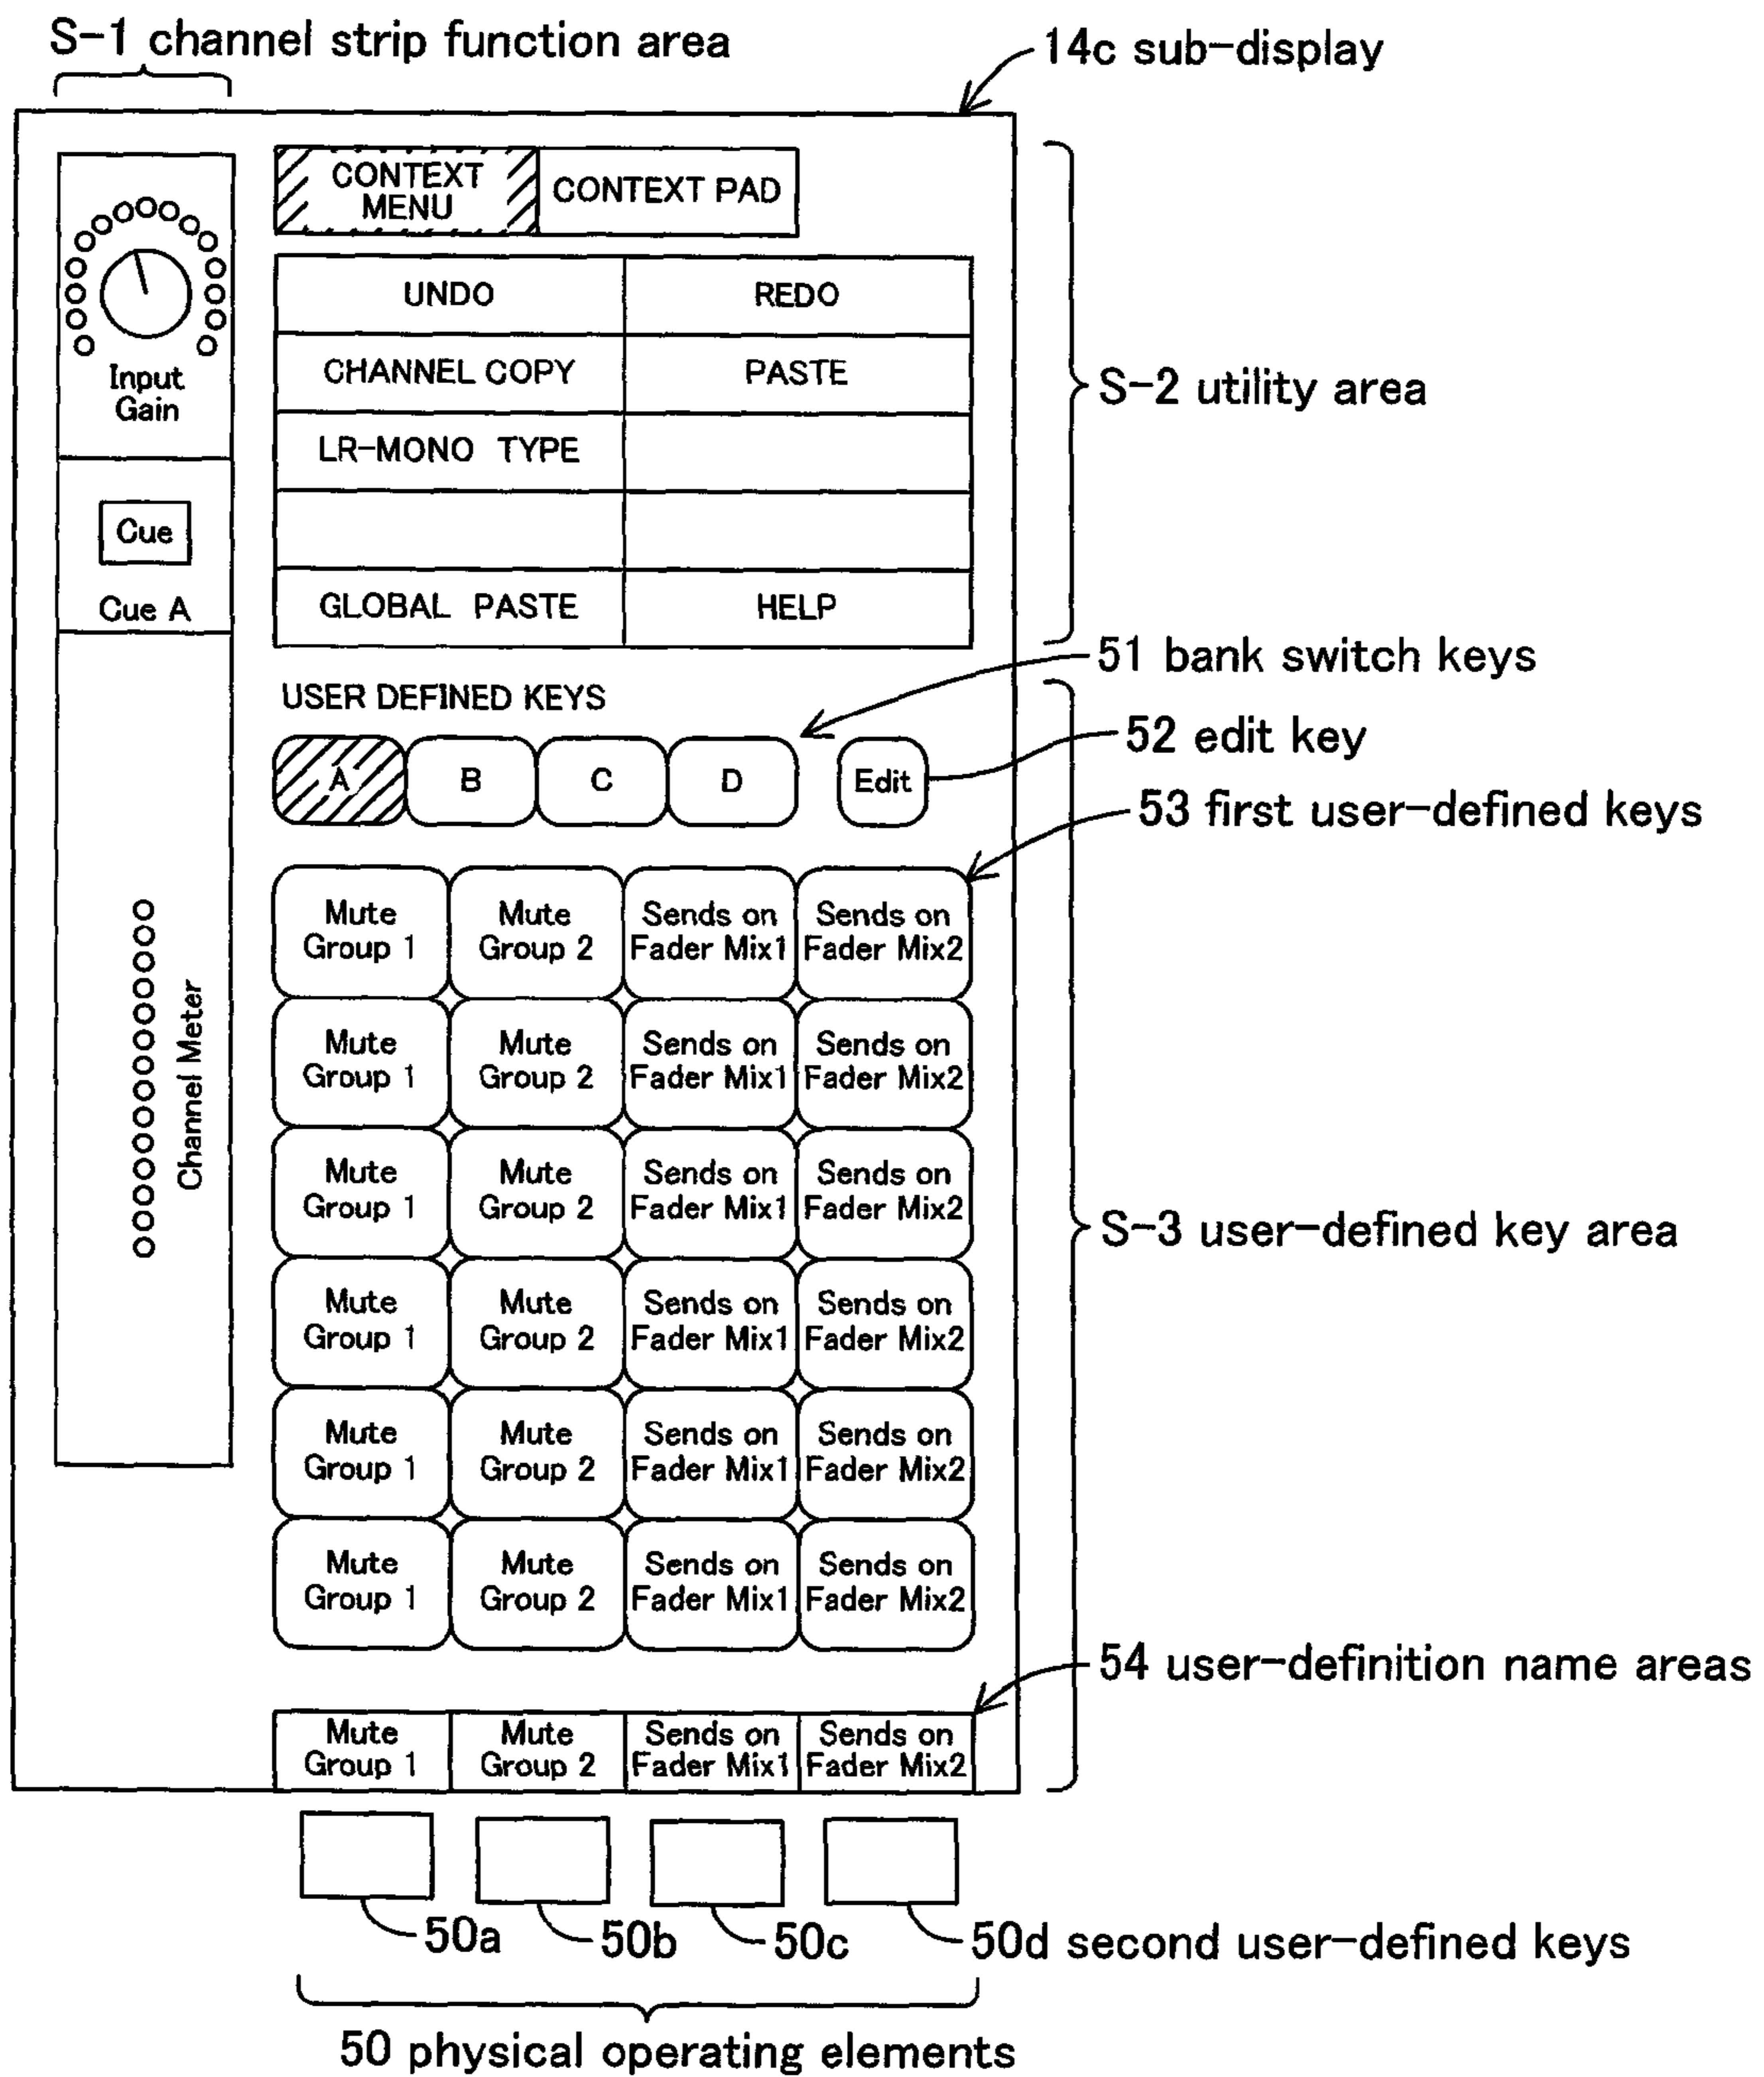 S-1 channel strip function area
14c sub-display
CONTEXT
MENU
CONTEXT PAD
UNDO
REDO
CHANNEL COPY
PASTE
LR-MONO TYPE
GLOBAL PASTE
HELP
Input
Gain
Cue
Cue A
Channel Meter
S-2 utility area
51 bank switch keys
USER DEFINED KEYS
52 edit key
A
B
C
D
Edit
53 first user-defined keys
Mute
Group 1
Mute
Group 2
Sends on
Fader Mix1
Sends on
Fader Mix2
Mute
Group 1
Mute
Group 2
Sends on
Fader Mix1
Sends on
Fader Mix2
Mute
Group 1
Mute
Group 2
Sends on
Fader Mix1
Sends on
Fader Mix2
S-3 user-defined key area
Mute
Group 1
Mute
Group 2
Sends on
Fader Mix1
Sends on
Fader Mix2
Mute
Group 1
Mute
Group 2
Sends on
Fader Mix1
Sends on
Fader Mix2
Mute
Group 1
Mute
Group 2
Sends on
Fader Mix1
Sends on
Fader Mix2
54 user-definition name areas
Mute
Group 1
Mute
Group 2
Sends on
Fader Mix1
Sends on
Fader Mix2
50a
50b
50c
50d second user-defined keys
50 physical operating elements